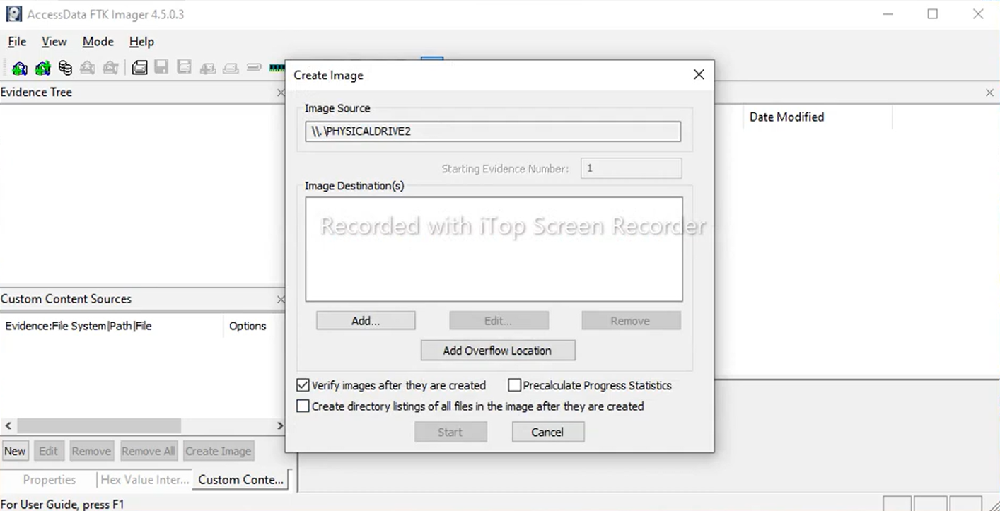 AccessData FTK Imager 4.5.0.3
File View Mode Help
Evidence Tree
Create Image
Image Source
\\.\PHYSICALDRIVE2
Starting Evidence Number: 1
Image Destination(s)
Recorded with iTop Screen Recorder
Add... Edit... Remove
Add Overflow Location
Verify images after they are created Precalculate Progress Statistics
Create directory listings of all files in the image after they are created
Start Cancel
Date Modified
Custom Content Sources
Evidence:File System|Path|File Options
New Edit Remove Remove All Create Image
Properties Hex Value Inter... Custom Conte...
For User Guide, press F1